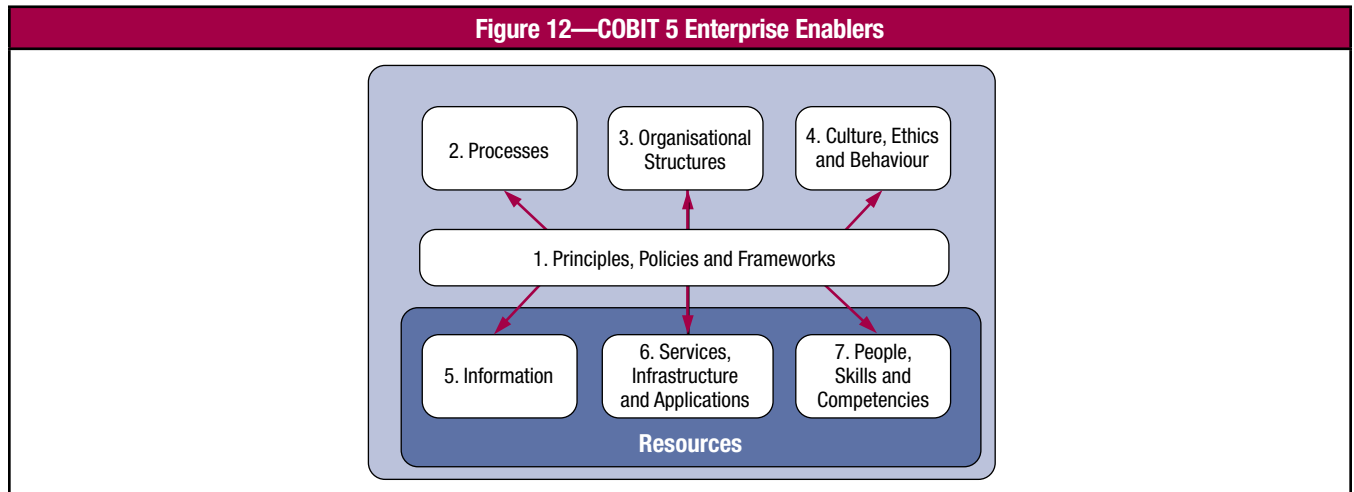 Figure 12—COBIT 5 Enterprise Enablers
2. Processes
3. Organisational
Structures
4. Culture, Ethics
and Behaviour
1. Principles, Policies and Frameworks
5. Information
6. Services,
Infrastructure
and Applications
7. People,
Skills and
Competencies
Resources